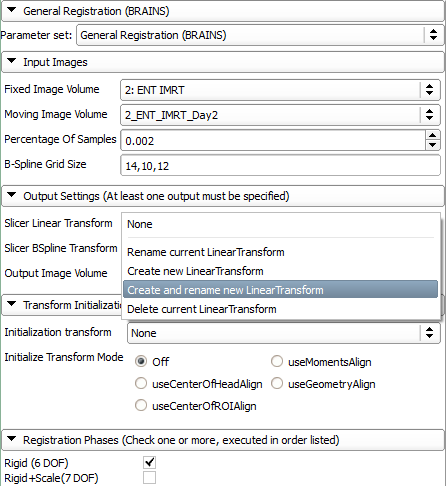 General Registration (BRAINS)
Parameter set: General Registration (BRAINS)
Input Images
Fixed Image Volume 2: ENT IMRT
Moving Image Volume 2_ENT_IMRT_Day2
Percentage Of Samples 0.002
B-Spline Grid Size 14,10,12
Output Settings (At least one output must be specified)
Slicer Linear Transform None
Slicer BSpline Transform Rename current LinearTransform
Create new LinearTransform
Output Image Volume
Create and rename new LinearTransform
Transform Initializatio Delete current LinearTransform
Initialization transform None
Initialize Transform Mode Off useMomentsAlign
useCenterOfHeadAlign useGeometryAlign
useCenterOfROIAlign
Registration Phases (Check one or more, executed in order listed)
Rigid (6 DOF)
Rigid+Scale(7 DOF)